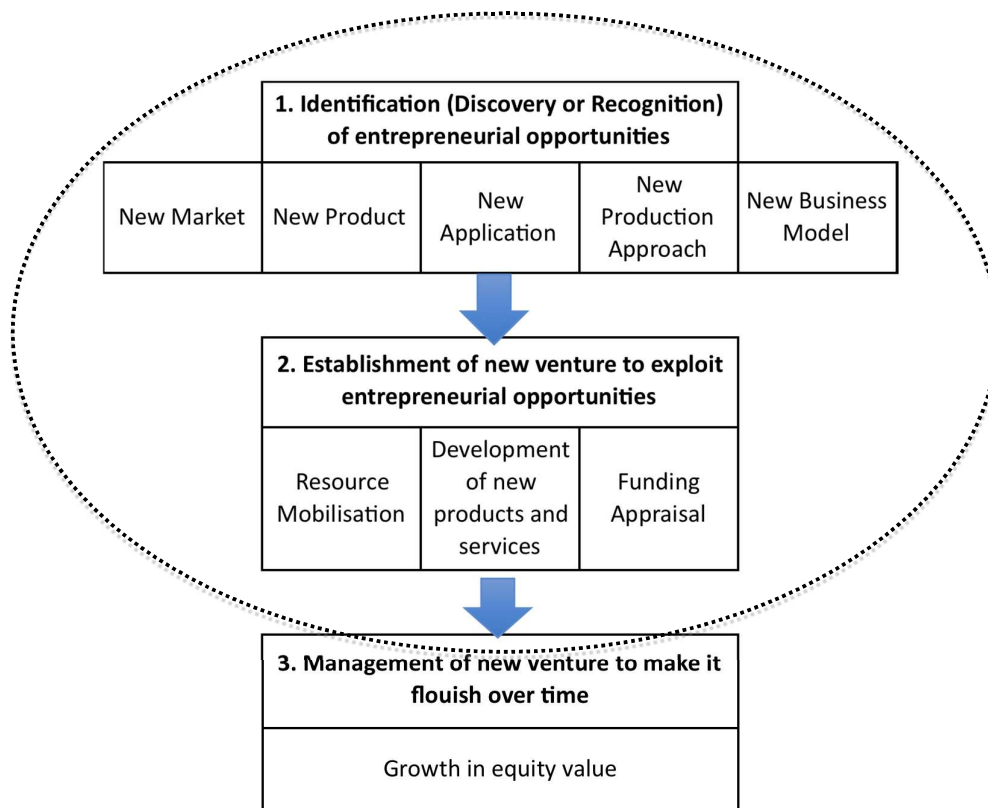 1. Identification (Discovery or Recognition)
of entrepreneurial opportunities
New Market
New Product
New
Application
New
Production
Approach
New Business
Model
2. Establishment of new venture to exploit
entrepreneurial opportunities
Resource
Mobilisation
Development
of new
products and
services
Funding
Appraisal
3. Management of new venture to make it
flouish over time
Growth in equity value